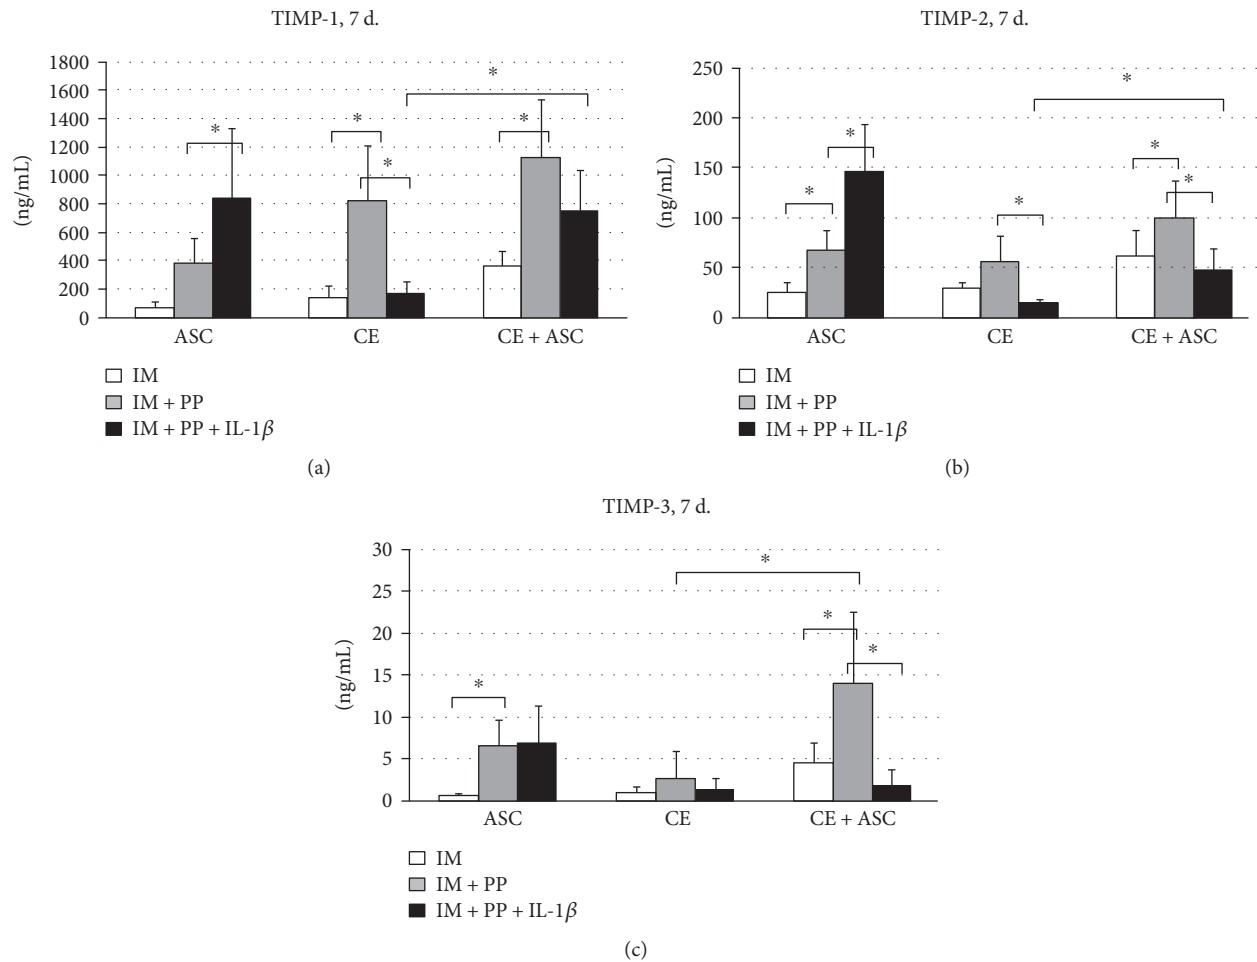 TIMP-1, 7 d.
1800
1600
1400
1200
1000
800
600
400
200
0
(ng/mL)
*
*
*
*
*
ASC
CE
CE + ASC
IM
IM + PP
IM + PP + IL-1β
(a)
TIMP-2, 7 d.
250
200
150
100
50
0
(ng/mL)
*
*
*
*
*
*
ASC
CE
CE + ASC
IM
IM + PP
IM + PP + IL-1β
(b)
TIMP-3, 7 d.
30
25
20
15
10
5
0
(ng/mL)
*
*
*
*
ASC
CE
CE + ASC
IM
IM + PP
IM + PP + IL-1β
(c)